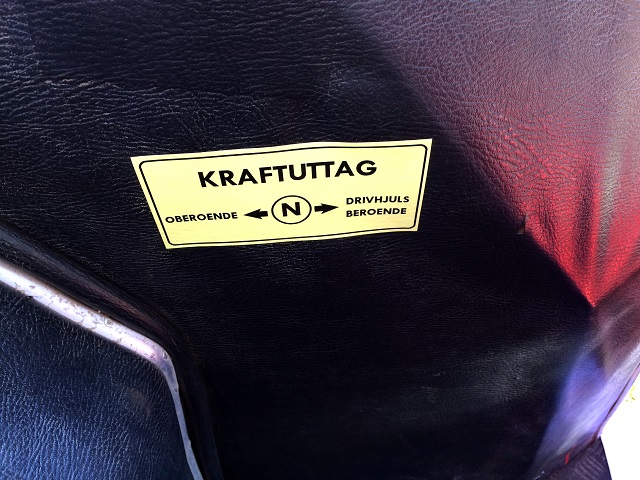 KRAFTUTTAG
OBEROENDE ← N → DRIVHJULS
BEROENDE